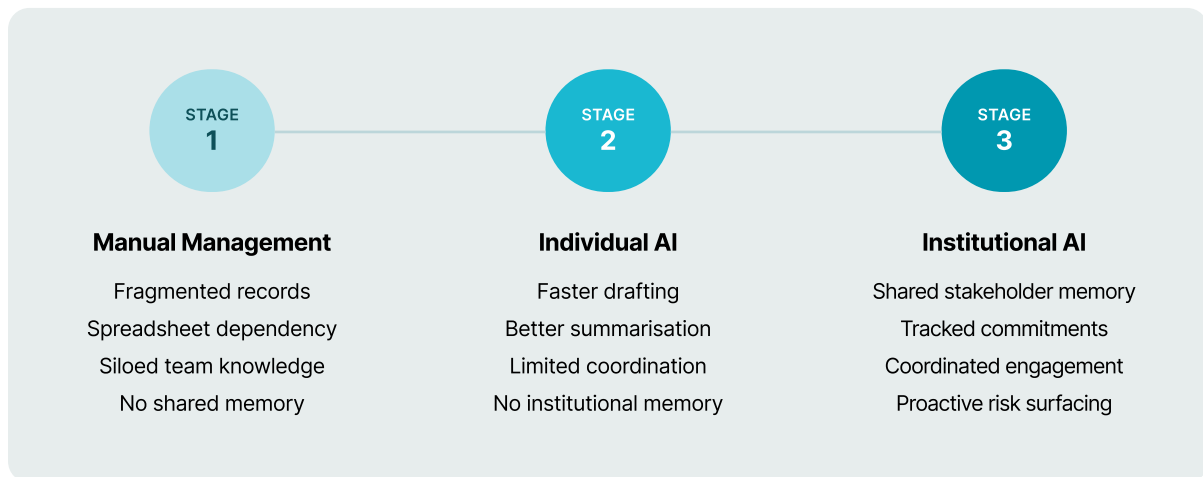 STAGE
1
Manual Management
Fragmented records
Spreadsheet dependency
Siloed team knowledge
No shared memory
STAGE
2
Individual AI
Faster drafting
Better summarisation
Limited coordination
No institutional memory
STAGE
3
Institutional AI
Shared stakeholder memory
Tracked commitments
Coordinated engagement
Proactive risk surfacing